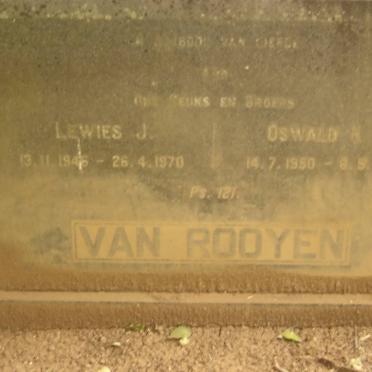 VAN LIEFDE
AAN
ONS SEUNS EN BROERS
LEWIES J. OSWALD
13.11.1946 – 26.4.1970 14.7.1950 –
Ps. 121.
VAN ROOYEN